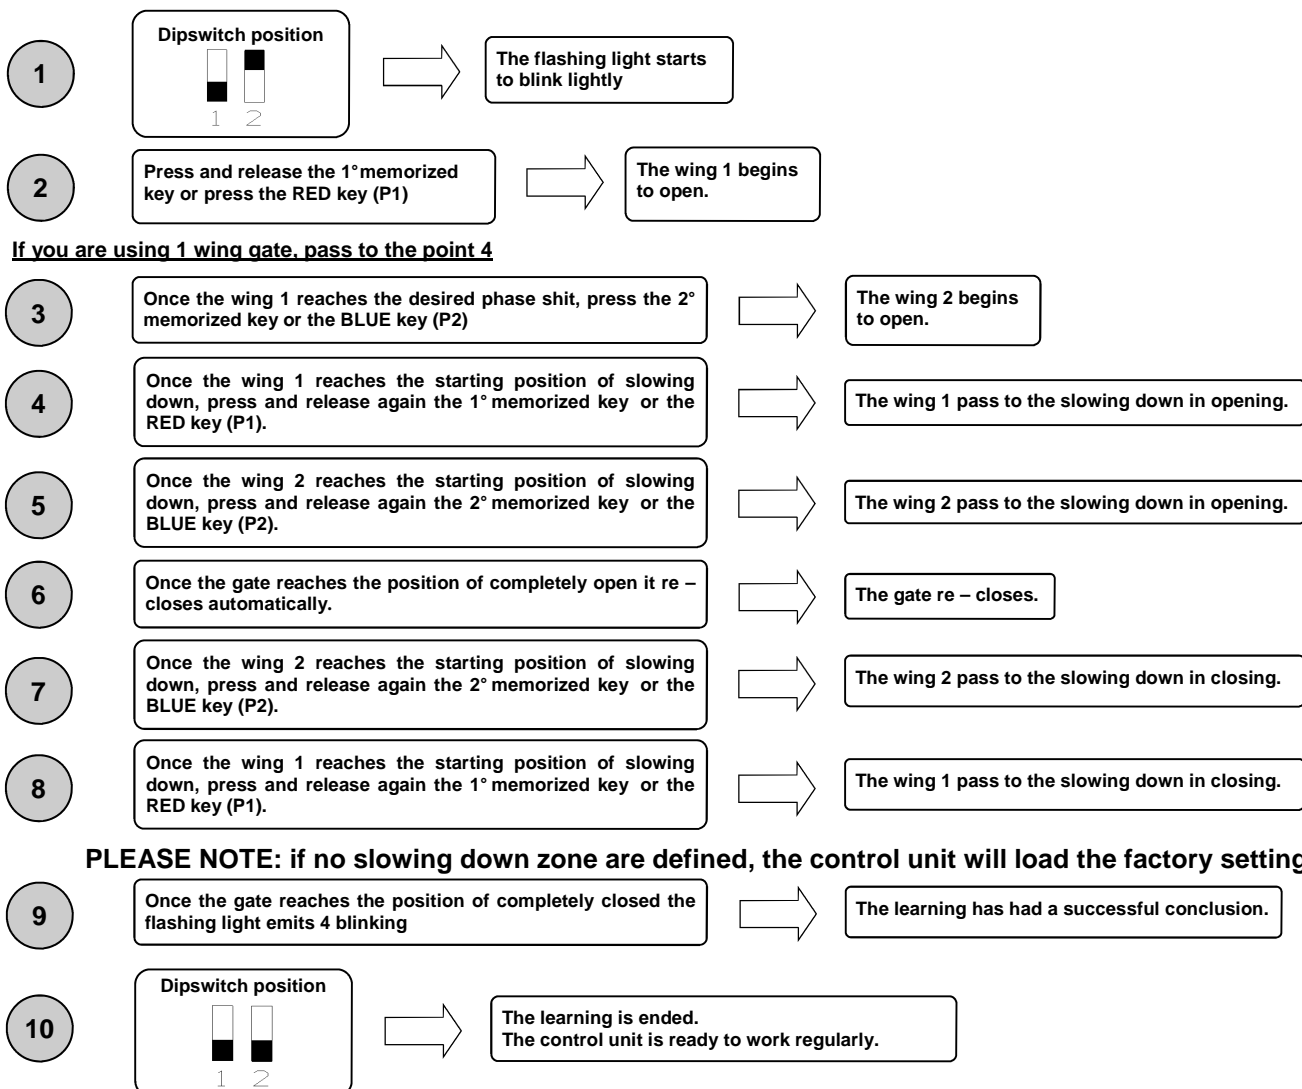 1
Dipswitch position
1 2
The flashing light starts
to blink lightly
2
Press and release the 1° memorized
key or press the RED key (P1)
The wing 1 begins
to open.
If you are using 1 wing gate, pass to the point 4
3
Once the wing 1 reaches the desired phase shit, press the 2°
memorized key or the BLUE key (P2)
The wing 2 begins
to open.
4
Once the wing 1 reaches the starting position of slowing
down, press and release again the 1° memorized key or the
RED key (P1).
The wing 1 pass to the slowing down in opening.
5
Once the wing 2 reaches the starting position of slowing
down, press and release again the 2° memorized key or the
BLUE key (P2).
The wing 2 pass to the slowing down in opening.
6
Once the gate reaches the position of completely open it re –
closes automatically.
The gate re – closes.
7
Once the wing 2 reaches the starting position of slowing
down, press and release again the 2° memorized key or the
BLUE key (P2).
The wing 2 pass to the slowing down in closing.
8
Once the wing 1 reaches the starting position of slowing
down, press and release again the 1° memorized key or the
RED key (P1).
The wing 1 pass to the slowing down in closing.
PLEASE NOTE: if no slowing down zone are defined, the control unit will load the factory setting
9
Once the gate reaches the position of completely closed the
flashing light emits 4 blinking
The learning has had a successful conclusion.
10
Dipswitch position
1 2
The learning is ended.
The control unit is ready to work regularly.